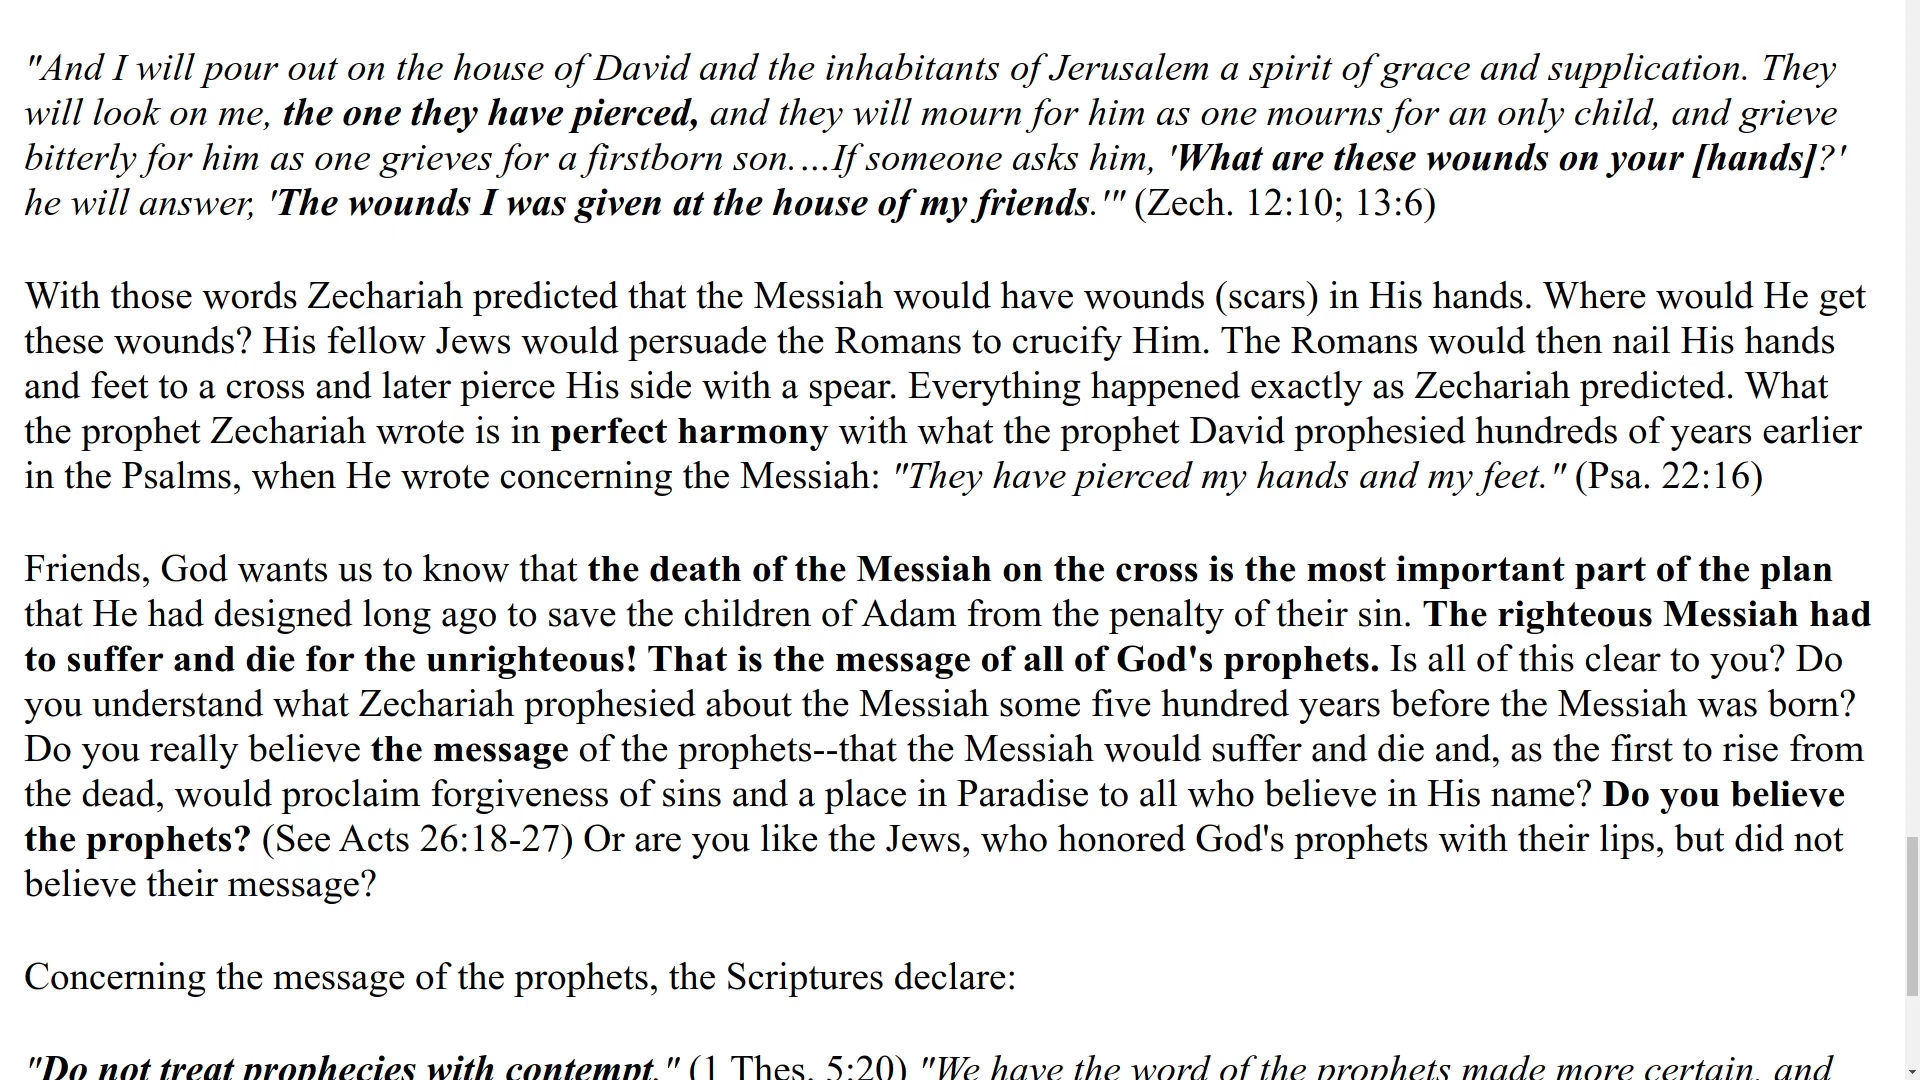 "And I will pour out on the house of David and the inhabitants of Jerusalem a spirit of grace and supplication. They
will look on me, the one they have pierced, and they will mourn for him as one mourns for an only child, and grieve
bitterly for him as one grieves for a firstborn son.…If someone asks him, 'What are these wounds on your [hands]?'
he will answer, 'The wounds I was given at the house of my friends.'" (Zech. 12:10; 13:6)
With those words Zechariah predicted that the Messiah would have wounds (scars) in His hands. Where would He get
these wounds? His fellow Jews would persuade the Romans to crucify Him. The Romans would then nail His hands
and feet to a cross and later pierce His side with a spear. Everything happened exactly as Zechariah predicted. What
the prophet Zechariah wrote is in perfect harmony with what the prophet David prophesied hundreds of years earlier
in the Psalms, when He wrote concerning the Messiah: "They have pierced my hands and my feet." (Psa. 22:16)
Friends, God wants us to know that the death of the Messiah on the cross is the most important part of the plan
that He had designed long ago to save the children of Adam from the penalty of their sin. The righteous Messiah had
to suffer and die for the unrighteous! That is the message of all of God's prophets. Is all of this clear to you? Do
you understand what Zechariah prophesied about the Messiah some five hundred years before the Messiah was born?
Do you really believe the message of the prophets--that the Messiah would suffer and die and, as the first to rise from
the dead, would proclaim forgiveness of sins and a place in Paradise to all who believe in His name? Do you believe
the prophets? (See Acts 26:18-27) Or are you like the Jews, who honored God's prophets with their lips, but did not
believe their message?
Concerning the message of the prophets, the Scriptures declare:
"Do not treat prophecies with contempt." (1 Thes. 5:20) "We have the word of the prophets made more certain, and